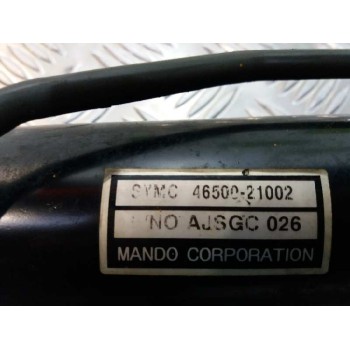 SYMC 46500-21002
/NO AJSGC 026
MANDO CORPORATION